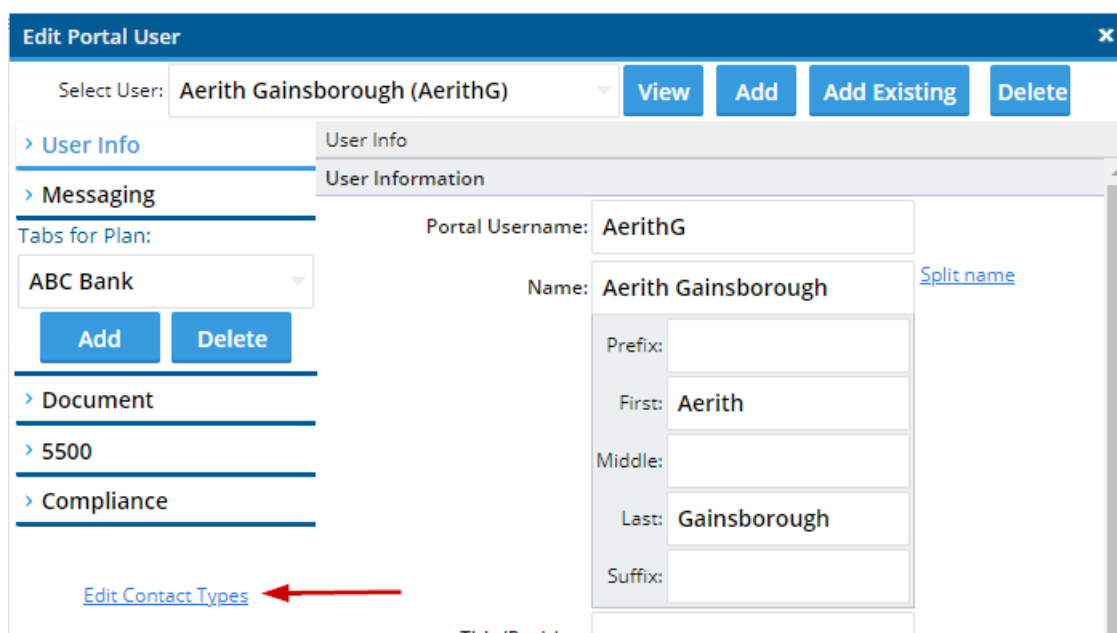 Edit Portal User x
Select User: Aerith Gainsborough (AerithG) View Add Add Existing Delete
> User Info
> Messaging
Tabs for Plan:
ABC Bank
Add Delete
> Document
> 5500
> Compliance
Edit Contact Types
User Info
User Information
Portal Username: AerithG
Name: Aerith Gainsborough Split name
Prefix:
First: Aerith
Middle:
Last: Gainsborough
Suffix: